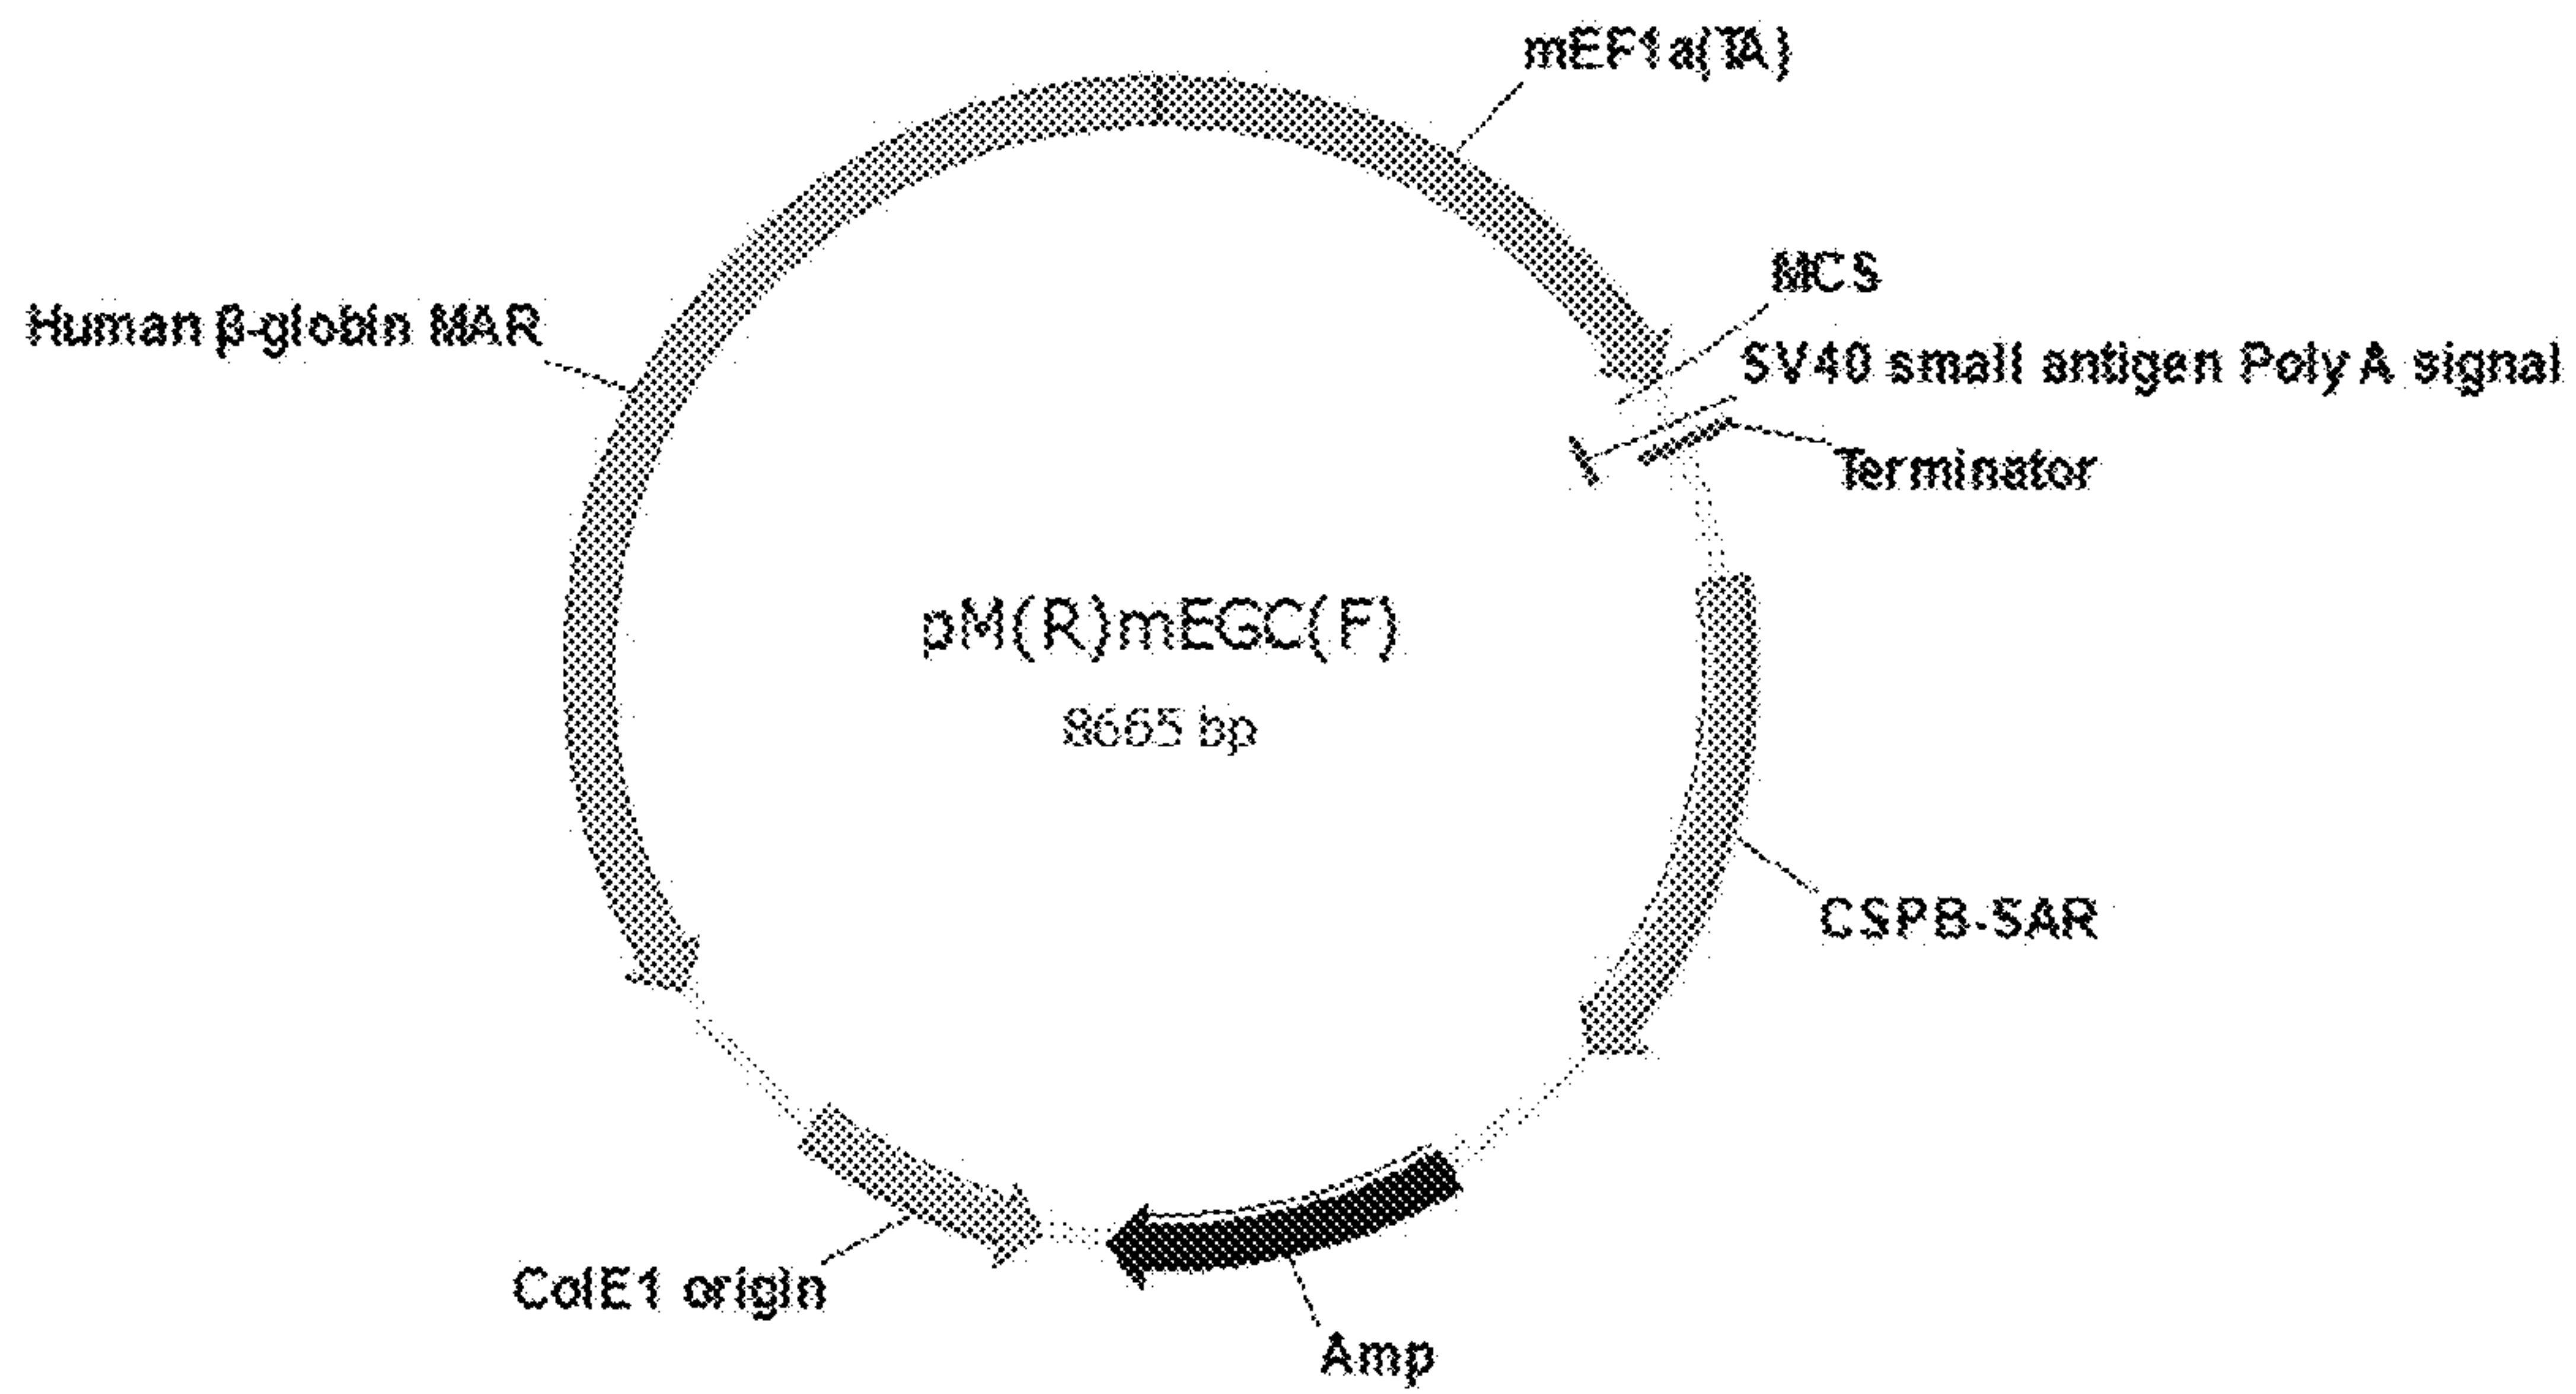 mEF1a(TA)
MCS
Human β-globin MAR
SV40 small antigen Poly A signal
Terminator
pM(R)mEGC(F)
8665 bp
CSPB-SAR
ColE1 origin
Amp